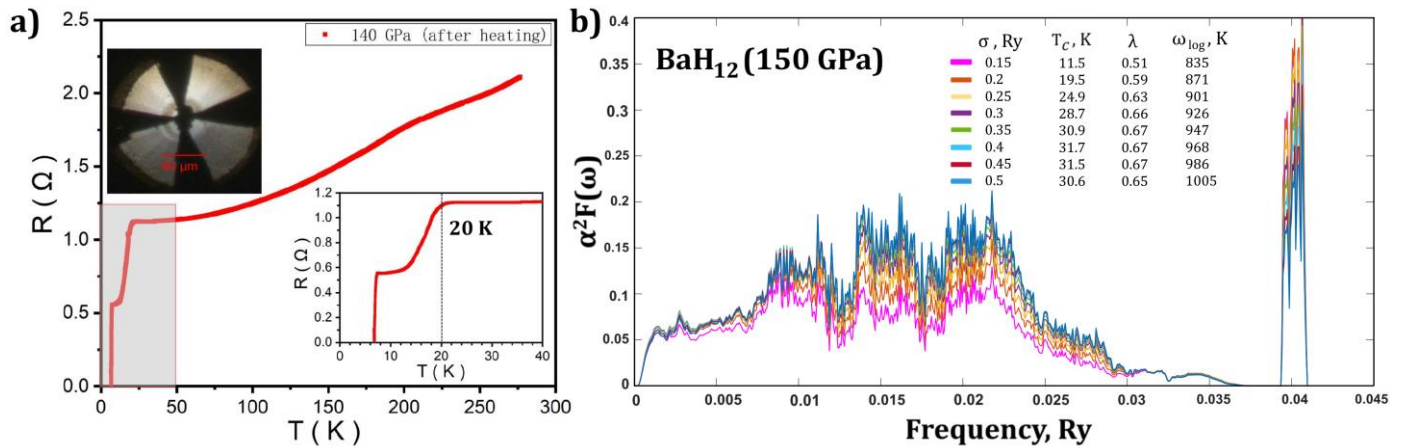 a)
2.5
2.0
1.5
1.0
0.5
0.0
R ( Ω )
140 GPa (after heating)
0 50 100 150 200 250 300
T ( K )
1.2
1.0
0.8
0.6
0.4
0.2
0.0
R ( Ω )
20 K
0 10 20 30 40
T ( K )
b)
0.4
0.35
0.3
0.25
0.2
0.15
0.1
0.05
0
α²F(ω)
BaH₁₂ (150 GPa)
σ , Ry T_C , K λ ω_log, K
0.15 11.5 0.51 835
0.2 19.5 0.59 871
0.25 24.9 0.63 901
0.3 28.7 0.66 926
0.35 30.9 0.67 947
0.4 31.7 0.67 968
0.45 31.5 0.67 986
0.5 30.6 0.65 1005
0 0.005 0.01 0.015 0.02 0.025 0.03 0.035 0.04 0.045
Frequency, Ry